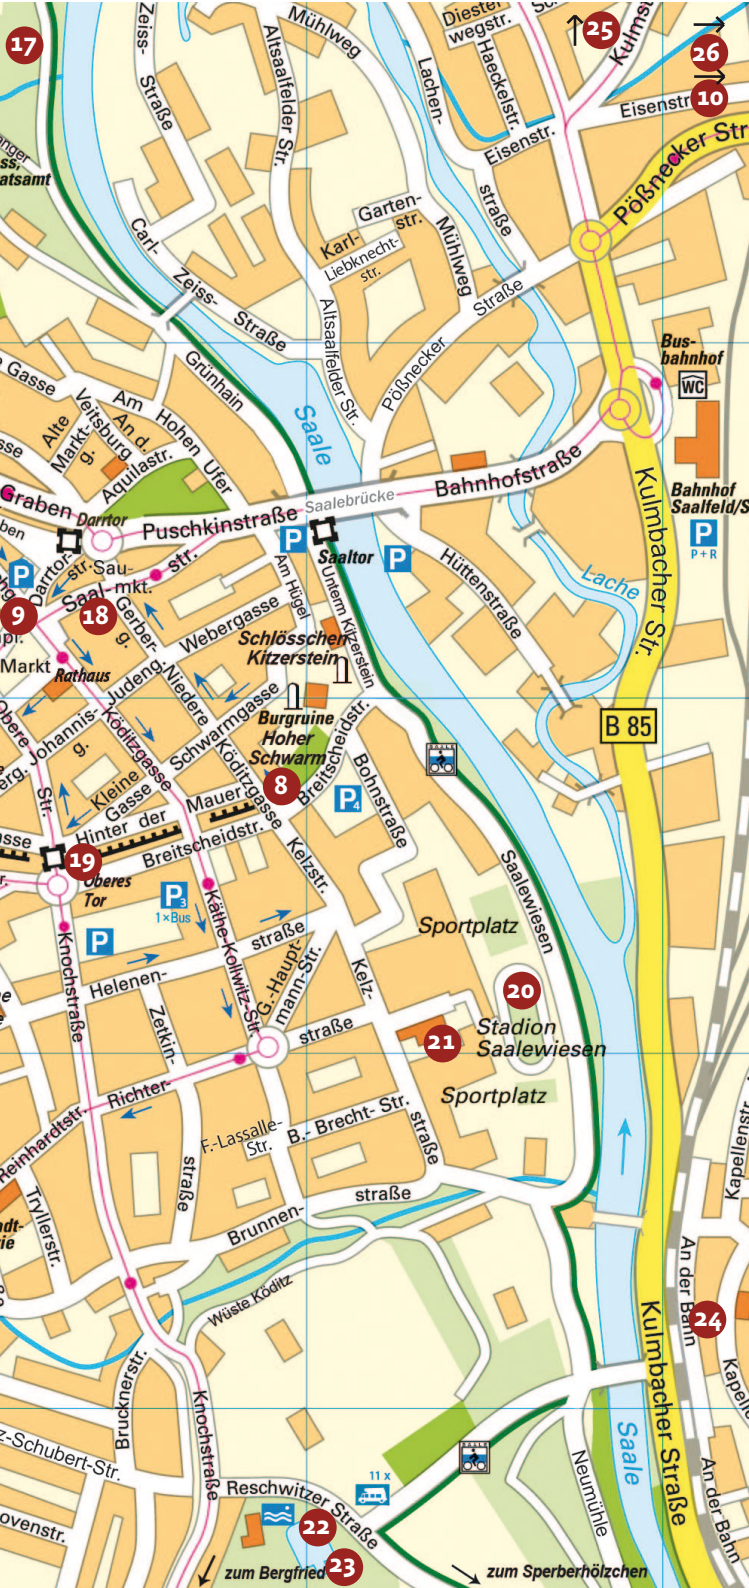 17
25
26
10
Diester-
wegstr.
Haeckelstr.
Eisenstr.
Eisenstr.
Zeiss-
Straße
Altsaalfelder Str.
Mühlweg
Lachen-
straße
Pößnecker Str.
atsamt
Garten-
str.
Karl-
Liebknecht-
str.
Mühlweg
Carl-
Zeiss-
Straße
Altsaalfelder Str.
Pößnecker
Straße
Bus-
bahnhof
WC
Grünhain
Saale
Gasse
Am
Hohen
Ufer
Veitsburg
An d.
Alte
Markt-
g.
Aquilastr.
Graben
Darrtor
Puschkinstraße
Saalebrücke
Bahnhofstraße
Bahnhof
Saalfeld/S
P
P+R
Kulmbacher Str.
P
Saaltor
P
Hüttenstraße
Lache
P
Darrtor-
str.
Sau-
mkt.
Saal-
str.
9
18
Gerber-
g.
Webergasse
Am Hügel
Unterm Kitzerstein
Schlösschen
Kitzerstein
Markt
Rathaus
Judeng.
Niedere
Köditzgasse
Schwarmgasse
Burgruine
Hoher
Schwarm
B 85
Johannis-
g.
Köditzgasse
Kleine
Gasse
Mauer
8
Breitscheidstr.
P4
Bohnstraße
Str.
Hinter der
Breitscheidstr.
19
Oberes
Tor
Kelzstr.
P3
1×Bus
P
Käthe-Kollwitz-Str.
Saalewiesen
Sportplatz
Knochstraße
Helenen-
straße
G.-Haupt-
mann-Str.
Kelz-
straße
20
Stadion
Saalewiesen
21
Zetkin-
straße
Richter-
straße
Sportplatz
Reinhardtstr.
F.-Lassalle-
Str.
B.- Brecht- Str.
Tryllerstr.
Brunnen-
straße
Kapellenstr.
Wüste Köditz
An der Bahn
24
Kulmbacher Straße
Brucknerstr.
Knochstraße
z-Schubert-Str.
ovenstr.
11 x
Reschwitzer Straße
22
23
zum Bergfried
Neumühle
Saale
An der Bahn
zum Sperberhölzchen